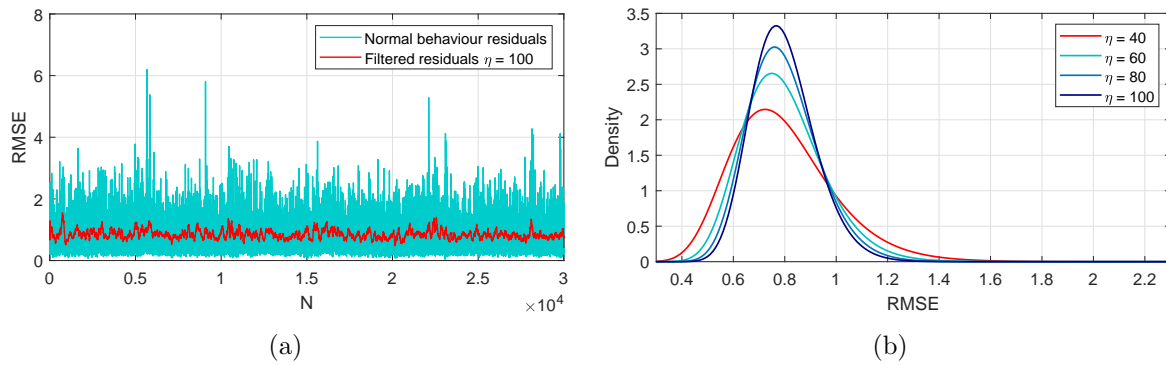 8
6
4
2
0
RMSE
Normal behaviour residuals
Filtered residuals η = 100
0 0.5 1 1.5 2 2.5 3
N
×10⁴
(a)
3.5
3
2.5
2
1.5
1
0.5
0
Density
η = 40
η = 60
η = 80
η = 100
0.4 0.6 0.8 1 1.2 1.4 1.6 1.8 2 2.2
RMSE
(b)